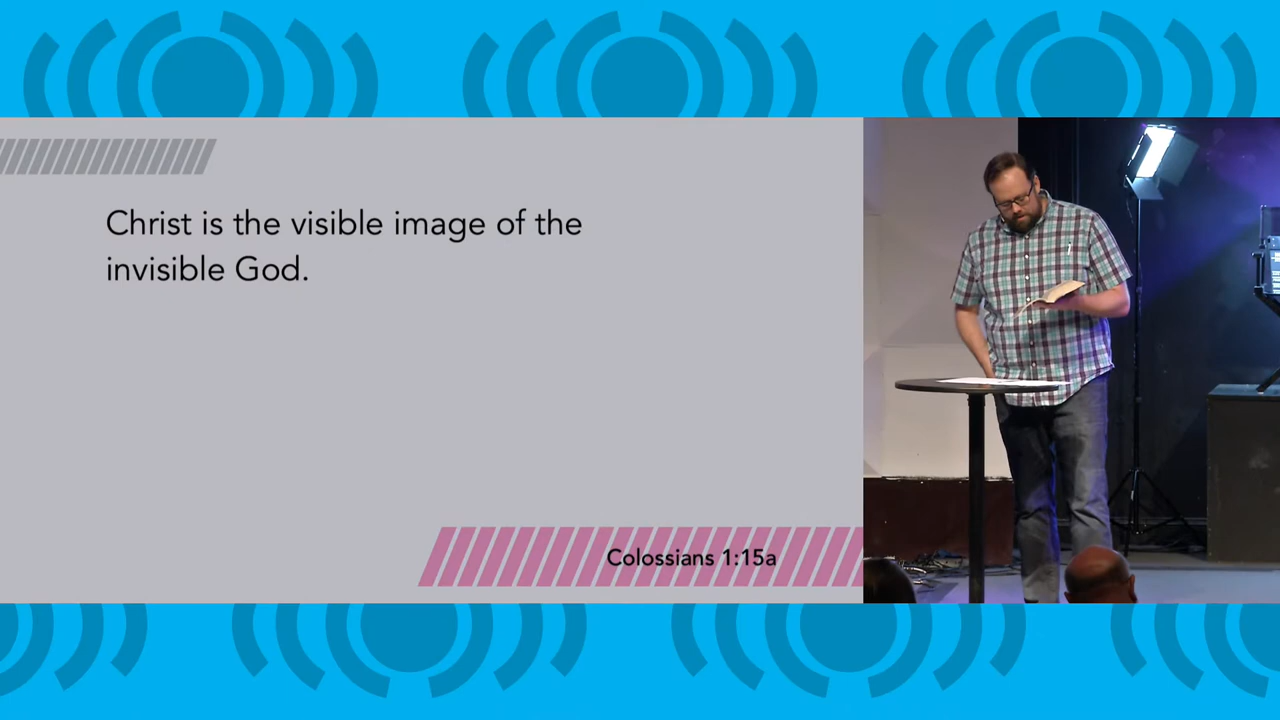 Christ is the visible image of the
invisible God.
Colossians 1:15a